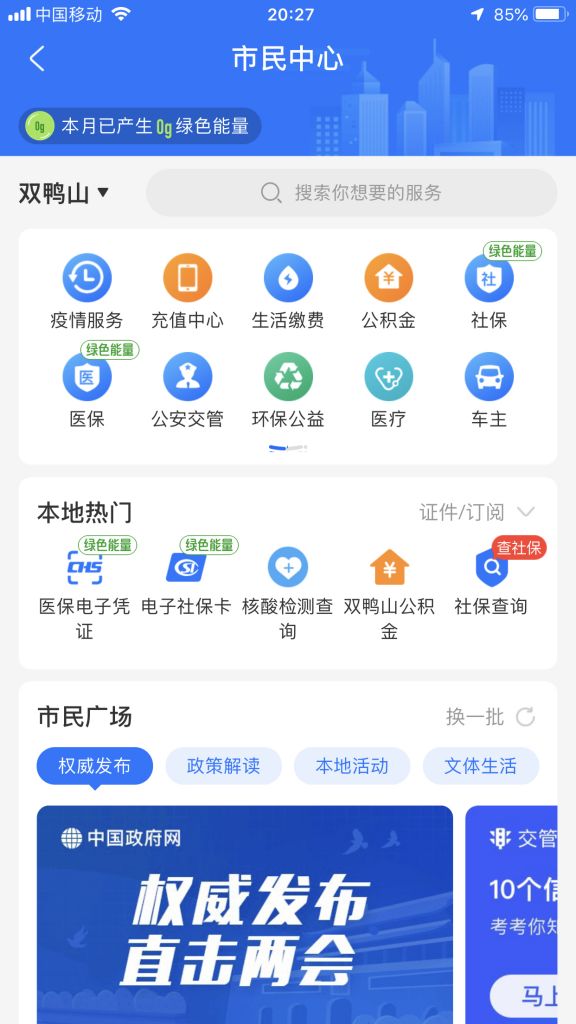 中国移动
20:27
85%
市民中心
0g
本月已产生0g绿色能量
双鸭山
搜索你想要的服务
绿色能量
疫情服务
充值中心
生活缴费
公积金
社
社保
绿色能量
医
医保
公安交管
环保公益
医疗
车主
本地热门
证件/订阅
绿色能量
绿色能量
查社保
CHS
CSI
医保电子凭
证
电子社保卡
核酸检测查
询
双鸭山公积
金
社保查询
市民广场
换一批
权威发布
政策解读
本地活动
文体生活
中国政府网
权威发布
直击两会
交管
10个信
考考你知
马上